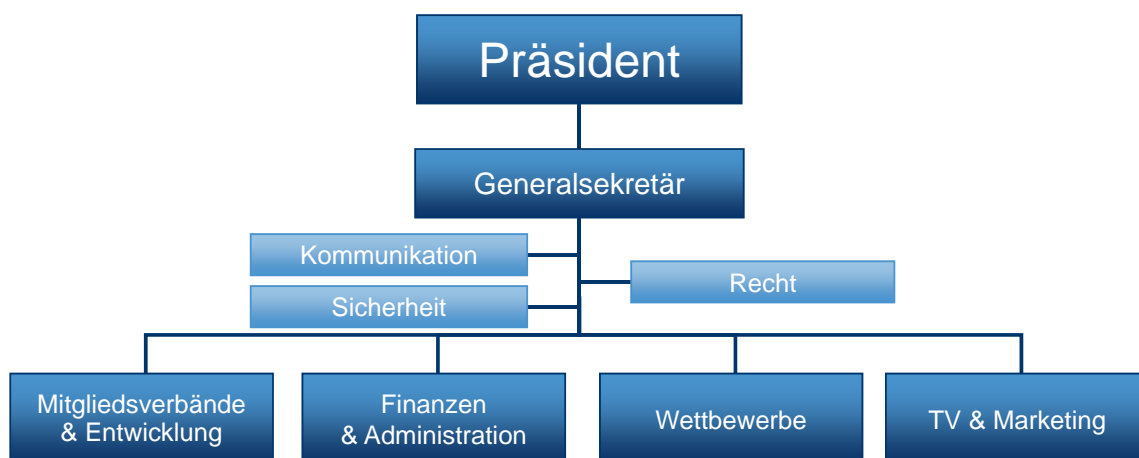 Präsident
Generalsekretär
Kommunikation
Recht
Sicherheit
Mitgliedsverbände
& Entwicklung
Finanzen
& Administration
Wettbewerbe
TV & Marketing